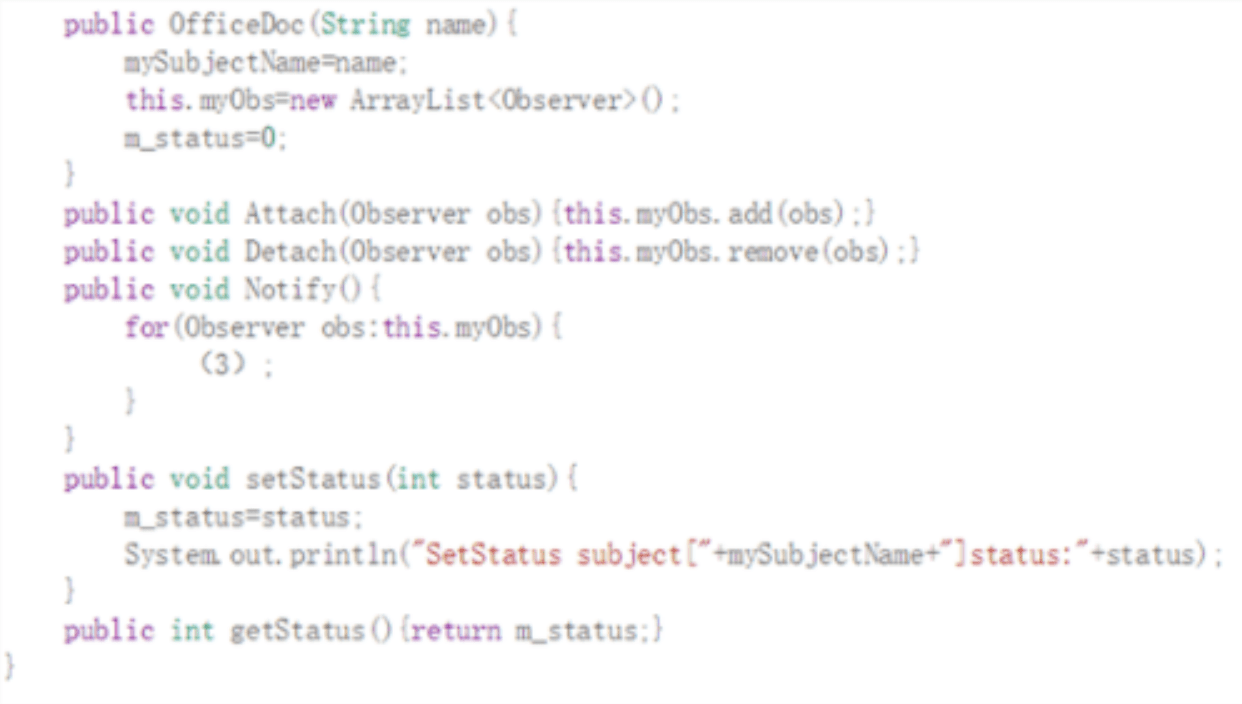 public OfficeDoc(String name){
mySubjectName=name;
this.myObs=new ArrayList<Observer>();
m_status=0;
}
public void Attach(Observer obs){this.myObs.add(obs);}
public void Detach(Observer obs){this.myObs.remove(obs);}
public void Notify(){
for(Observer obs:this.myObs){
(3) ;
}
}
public void setStatus(int status){
m_status=status;
System.out.println("SetStatus subject["+mySubjectName+"]status:"+status);
}
public int getStatus(){return m_status;}
}